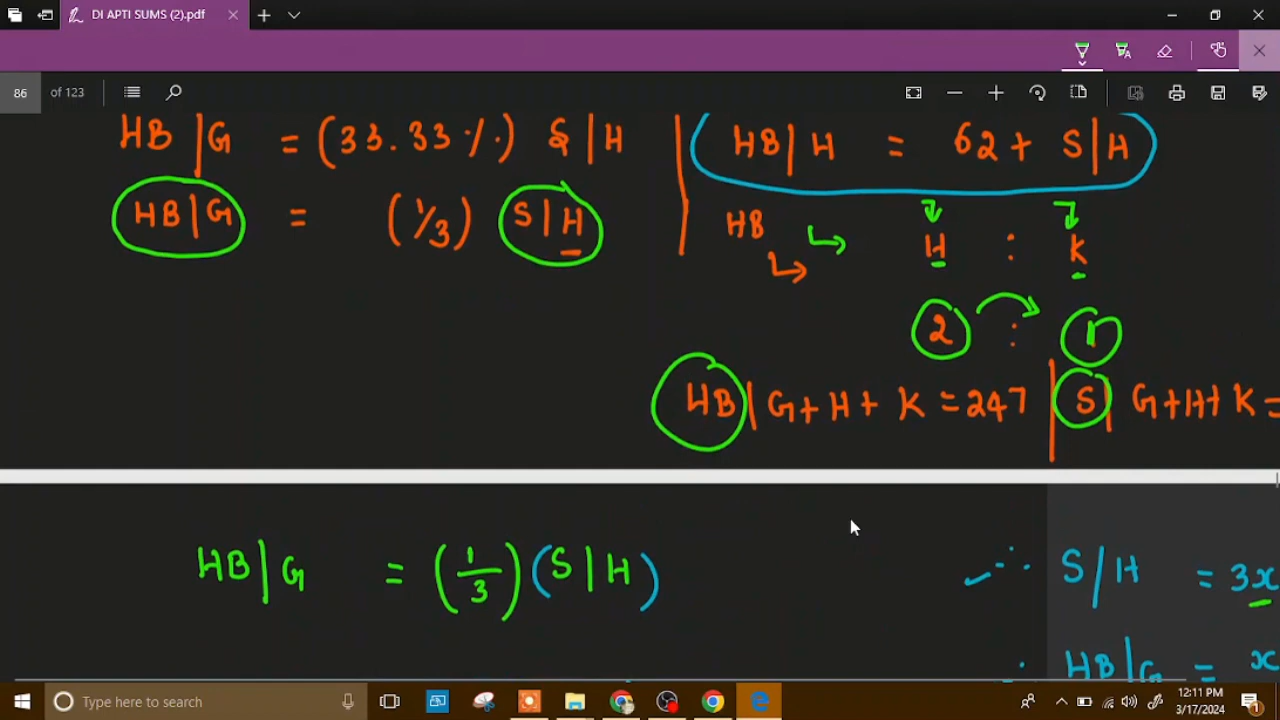 DI APTI SUMS (2).pdf
86 of 123
HB|G = (33.33%) S|H
HB|G = (1/3) S|H
HB|H = 62 + S|H
HB H : K
2 : 1
HB|G+H+K=247 | S|G+H+K=
HB|G = (1/3)(S|H)
∴ S/H = 3x
∴ HB|G = x
Type here to search
12:11 PM
3/17/2024